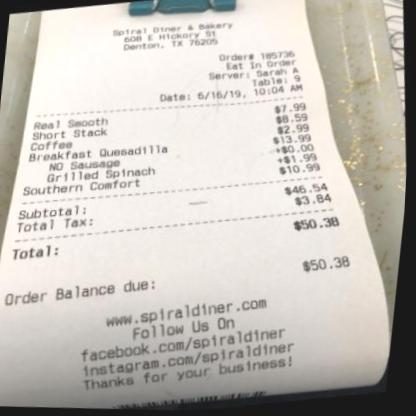 Spiral Diner & Bakery
608 E Hickory St
Denton, TX 76205
Order# 185736
Eat In Order
Server: Sarah A
Table: 9
Date: 6/16/19, 10:04 AM
Real Smooth $7.99
Short Stack $8.59
Coffee $2.99
Breakfast Quesadilla $13.99
NO Sausage +$0.00
Grilled Spinach +$1.99
Southern Comfort $10.99
Subtotal: $46.54
Total Tax: $3.84
Total: $50.38
Order Balance due: $50.38
www.spiraldiner.com
Follow Us On
facebook.com/spiraldiner
instagram.com/spiraldiner
Thanks for your business!